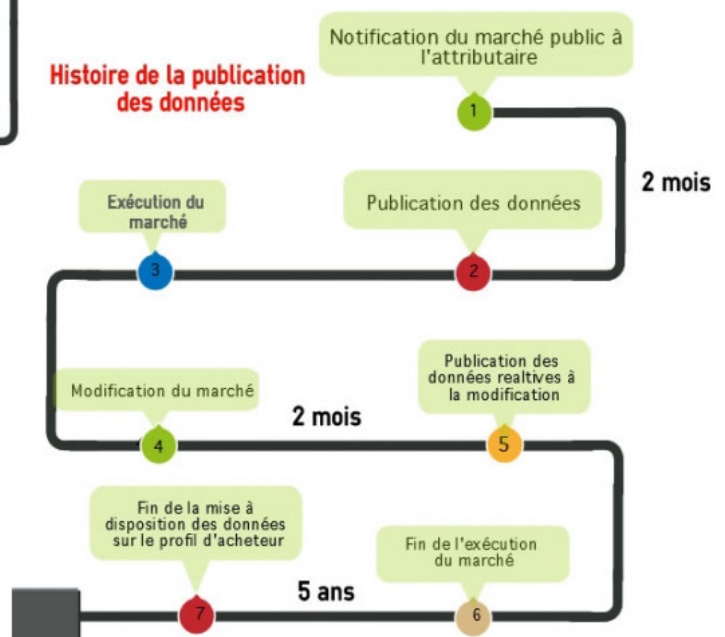 Histoire de la publication
des données
Notification du marché public à
l'attributaire
1
2 mois
Publication des données
2
Exécution du
marché
3
Modification du marché
4
2 mois
Publication des
données realtives à
la modification
5
Fin de l'exécution
du marché
6
5 ans
Fin de la mise à
disposition des données
sur le profil d'acheteur
7